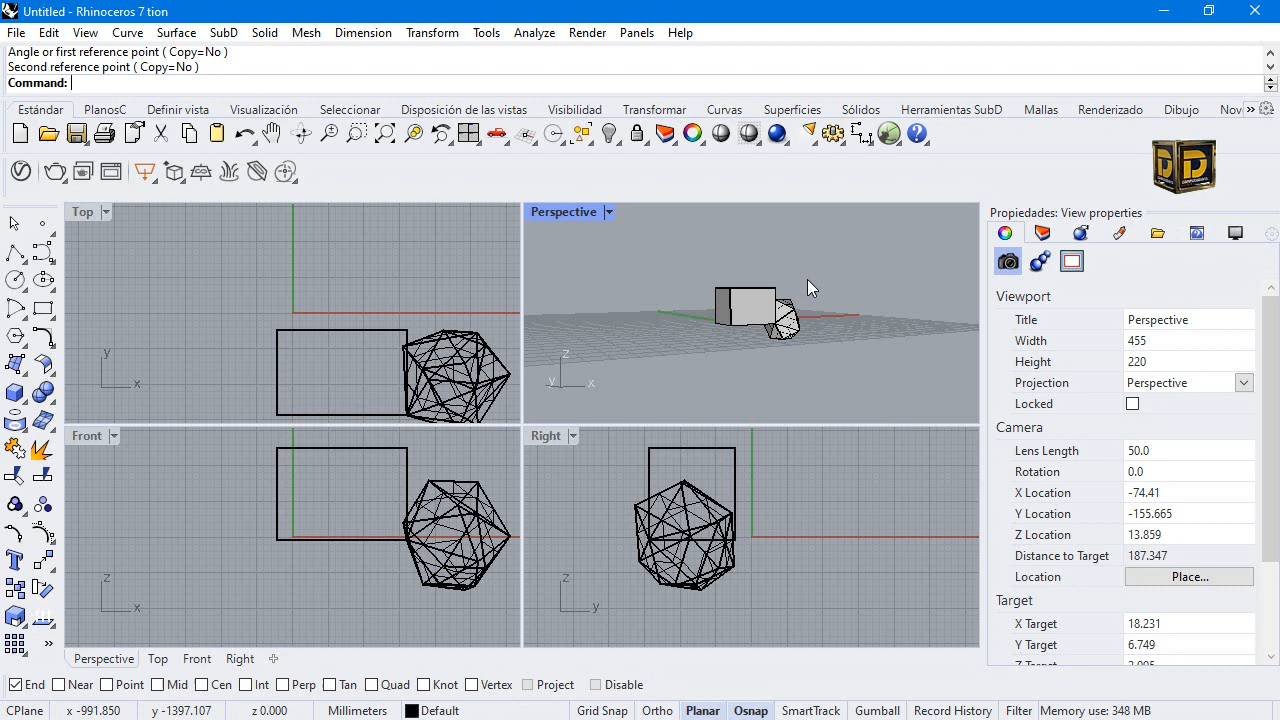 Untitled - Rhinoceros 7 tion
File Edit View Curve Surface SubD Solid Mesh Dimension Transform Tools Analyze Render Panels Help
Angle or first reference point ( Copy=No )
Second reference point ( Copy=No )
Command:
Estándar PlanosC Definir vista Visualización Seleccionar Disposición de las vistas Visibilidad Transformar Curvas Superficies Sólidos Herramientas SubD Mallas Renderizado Dibujo Nov »
Top
Perspective
Propiedades: View properties
Viewport
Title Perspective
Width 455
Height 220
Projection Perspective
Locked
Camera
Lens Length 50.0
Rotation 0.0
X Location -74.41
Y Location -155.665
Z Location 13.859
Distance to Target 187.347
Location Place...
Target
X Target 18.231
Y Target 6.749
y x
z y x
Front
Right
z x
z y
Perspective Top Front Right
End Near Point Mid Cen Int Perp Tan Quad Knot Vertex Project Disable
CPlane x -991.850 y -1397.107 z 0.000 Millimeters Default Grid Snap Ortho Planar Osnap SmartTrack Gumball Record History Filter Memory use: 348 MB